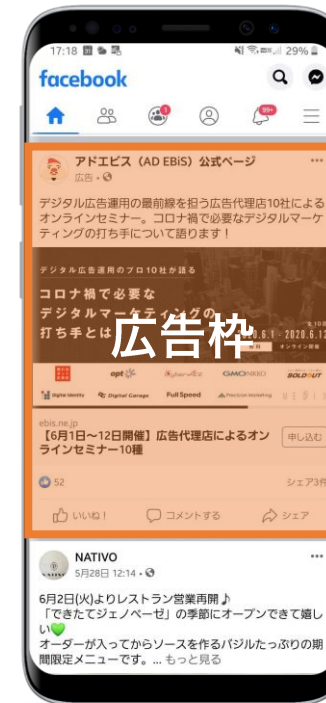 17:18
29%
facebook
99+
アドエビス（AD EBiS）公式ページ
広告・
デジタル広告運用の最前線を担う広告代理店10社による
オンラインセミナー。コロナ禍で必要なデジタルマーケ
ティングの打ち手について語ります！
デジタル広告運用のプロ10社が語る
コロナ禍で必要な
デジタルマーケティングの
打ち手とは
広告枠
2020.6.1 - 2020.6.12
無料 オンライン開催
opt
CyberAce
GMO NIKKO
SOLDOUT
Digital Identity
Digital Garage
FullSpeed
Precision Marketing
ebis.ne.jp
【6月1日〜12日開催】広告代理店によるオン
ラインセミナー10種
申し込む
52
シェア3件
いいね！
コメントする
シェア
NATIVO
5月28日 12:14・
6月2日(火)よりレストラン営業再開♪
「できたてジェノベーゼ」の季節にオープンできて嬉し
い💚
オーダーが入ってからソースを作るバジルたっぷりの期
間限定メニューです。... もっと見る